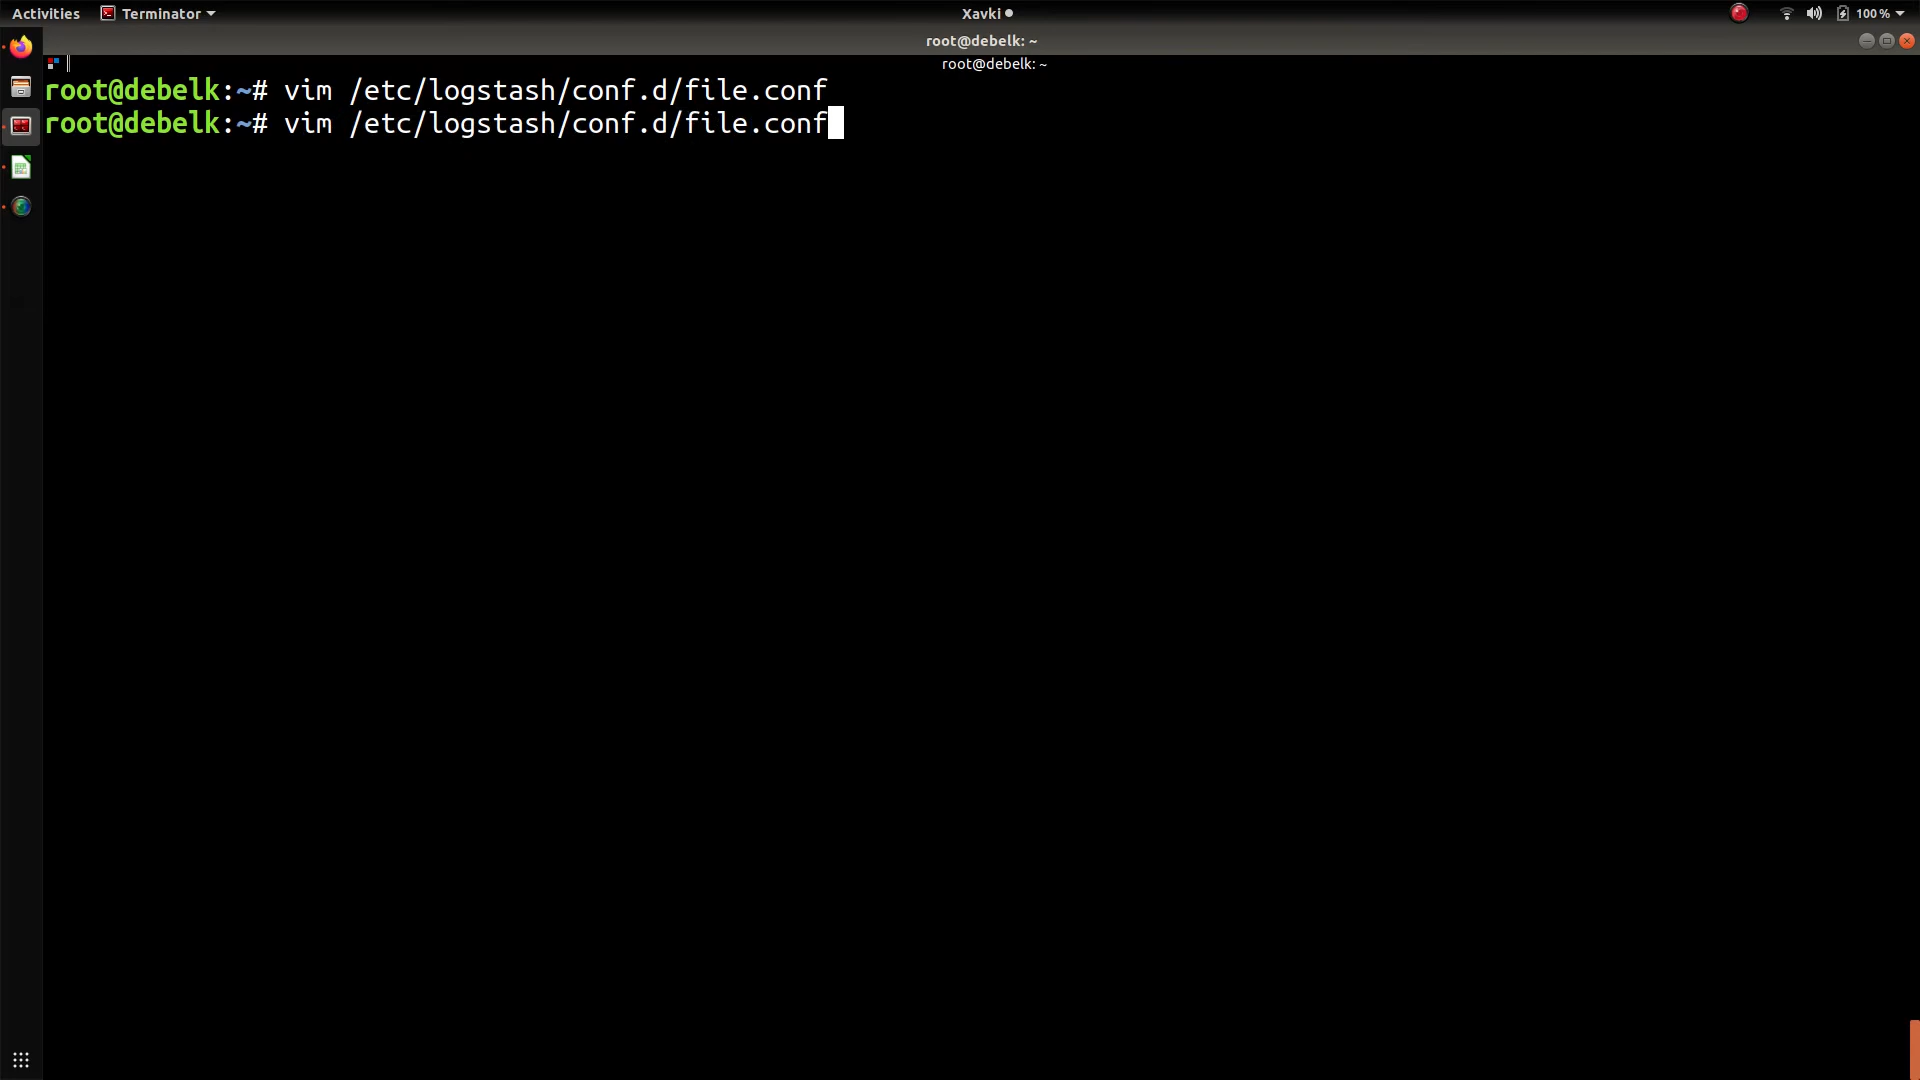 Activities Terminator Xavki 100 %
root@debelk: ~
root@debelk: ~
root@debelk:~# vim /etc/logstash/conf.d/file.conf
root@debelk:~# vim /etc/logstash/conf.d/file.conf